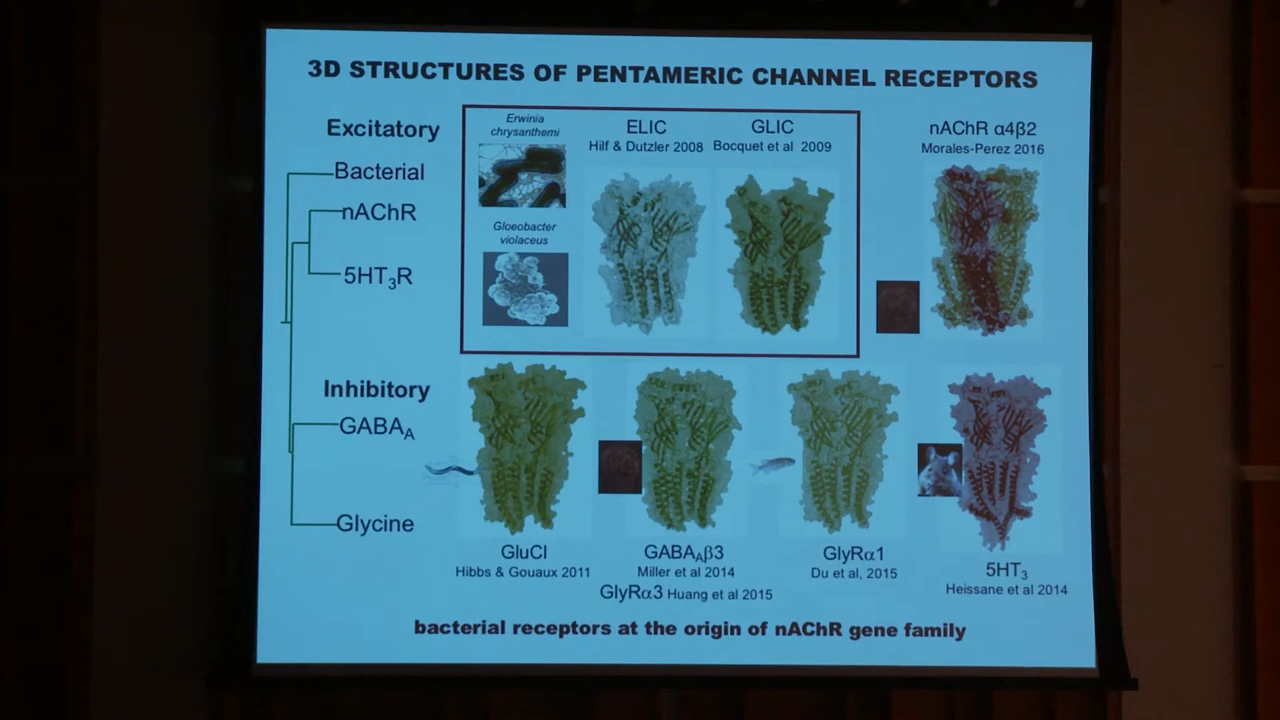 3D STRUCTURES OF PENTAMERIC CHANNEL RECEPTORS
Excitatory
Bacterial
nAChR
5HT₃R
Inhibitory
GABA_A
Glycine
Erwinia
chrysanthemi
Gloeobacter
violaceus
ELIC
Hilf & Dutzler 2008
GLIC
Bocquet et al 2009
nAChR α4β2
Morales-Perez 2016
GluCl
Hibbs & Gouaux 2011
GABA_Aβ3
Miller et al 2014
GlyRα3 Huang et al 2015
GlyRα1
Du et al, 2015
5HT₃
Heissane et al 2014
bacterial receptors at the origin of nAChR gene family